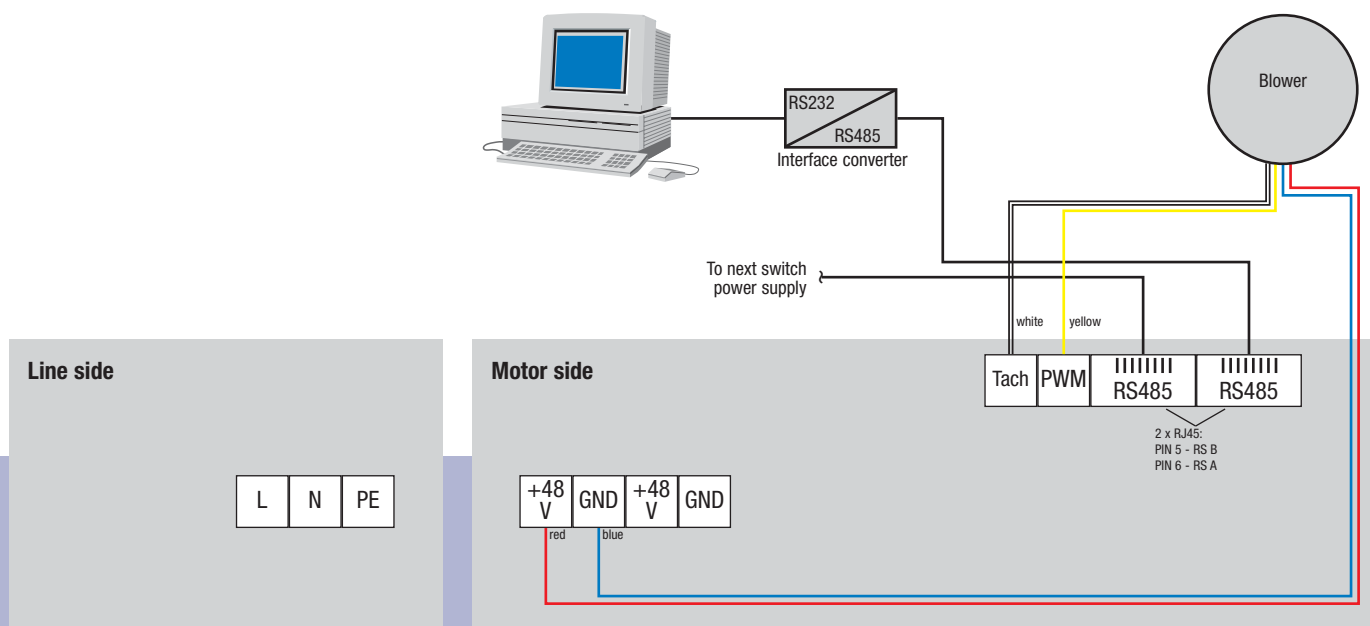 Blower
RS232
RS485
Interface converter
To next switch
power supply
white
yellow
Line side
Motor side
Tach
PWM
RS485
RS485
2 x RJ45:
PIN 5 - RS B
PIN 6 - RS A
L
N
PE
+48
V
GND
+48
V
GND
red
blue